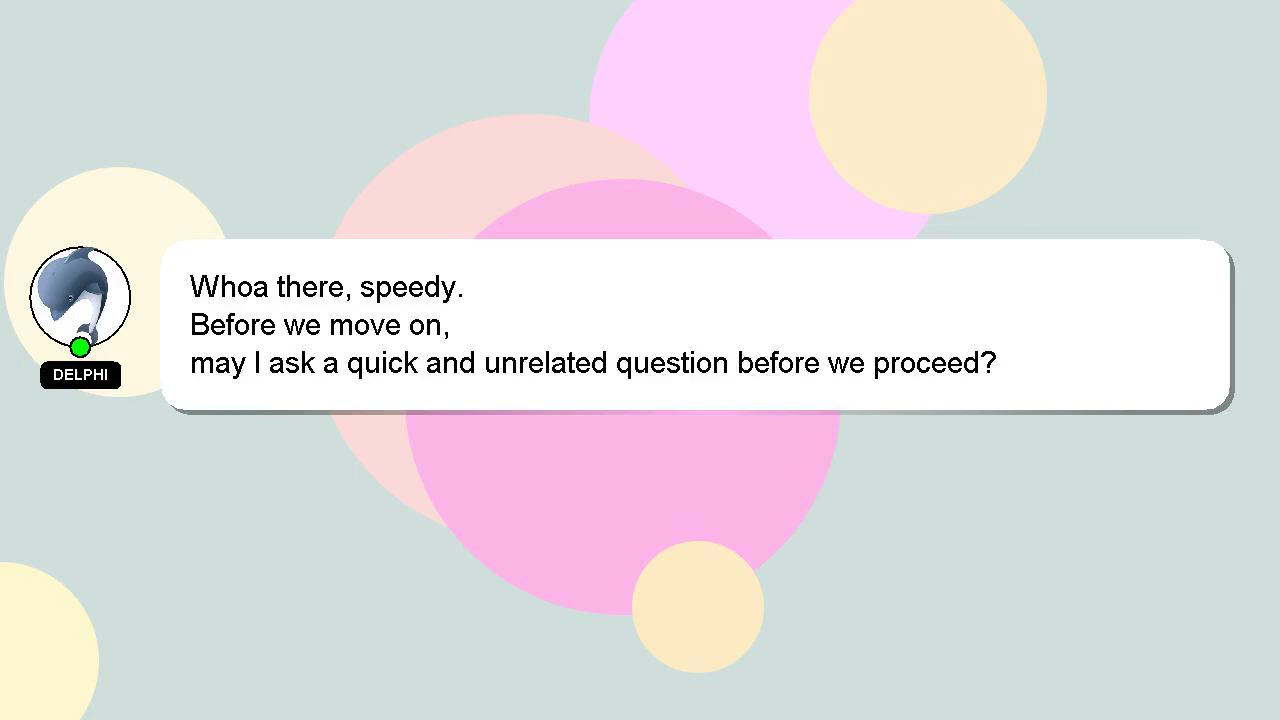 Whoa there, speedy.
Before we move on,
may I ask a quick and unrelated question before we proceed?
DELPHI